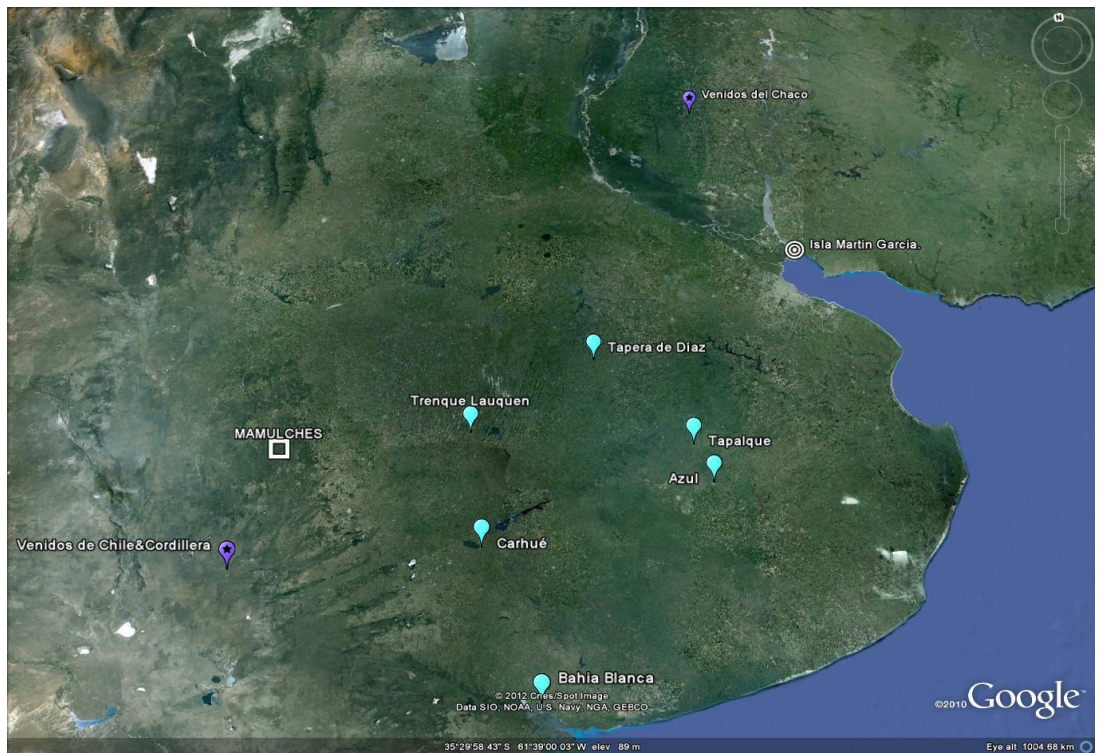 N
Venidos del Chaco
Isla Martin Garcia.
Tapera de Díaz
Trenque Lauquen
MAMULCHES
Tapalque
Azul
Carhué
Venidos de Chile&Cordillera
Bahia Blanca
© 2012 Cnes/Spot Image
Data SIO, NOAA, U.S. Navy, NGA, GEBCO
©2010 Google™
35°29'58.43" S 61°39'00.03" W elev 89 m
Eye alt 1004.68 km